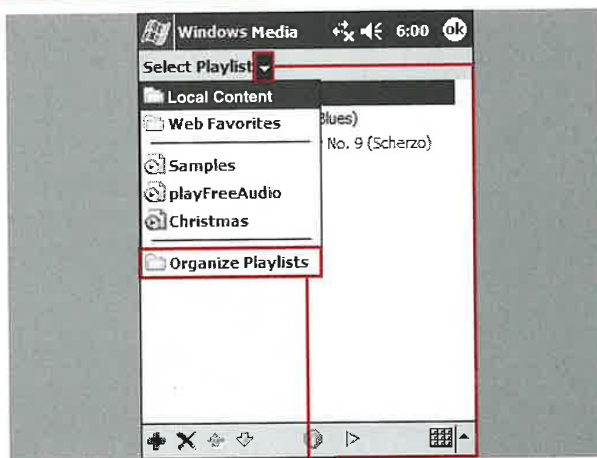 Windows Media 6:00 ok
Select Playlist
Local Content
Web Favorites
Blues)
No. 9 (Scherzo)
Samples
playFreeAudio
Christmas
Organize Playlists